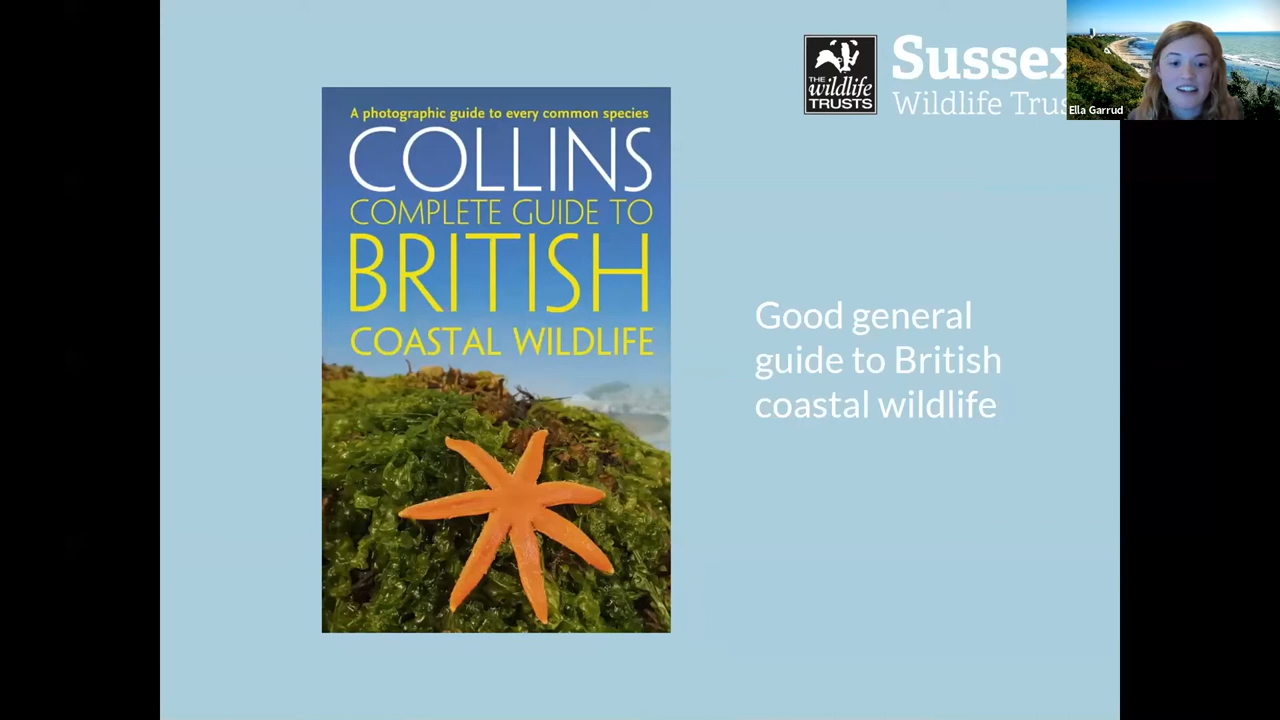 A photographic guide to every common species
COLLINS
COMPLETE GUIDE TO
BRITISH
COASTAL WILDLIFE
THE
wildlife
TRUSTS
Sussex
Wildlife Trus
Ella Garrud
Good general
guide to British
coastal wildlife